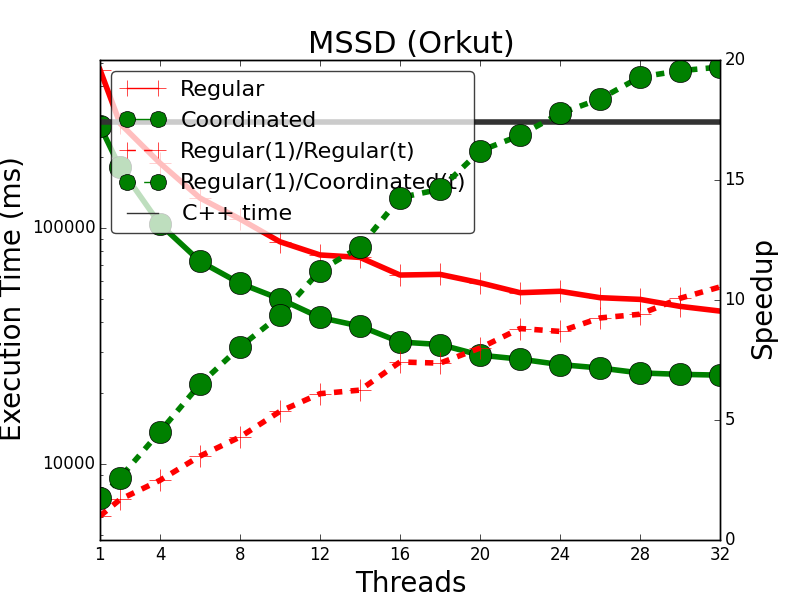 MSSD (Orkut)
Regular
Coordinated
Regular(1)/Regular(t)
Regular(1)/Coordinated(t)
C++ time
Execution Time (ms)
100000
10000
Speedup
20
15
10
5
0
1 4 8 12 16 20 24 28 32
Threads